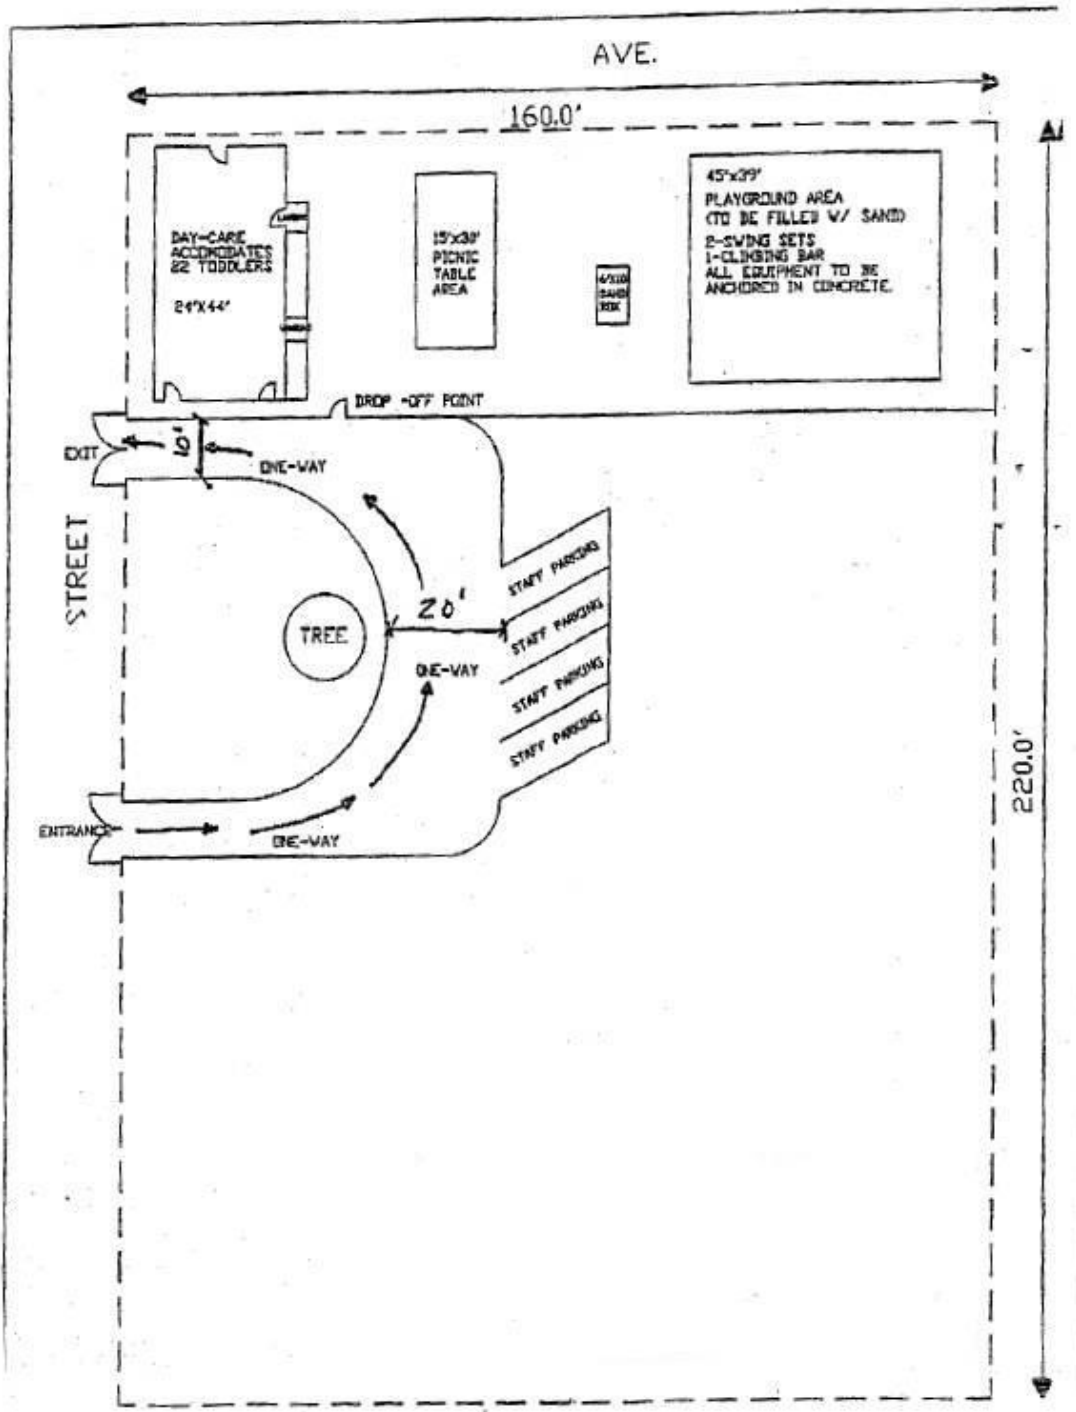 AVE.
160.0'
DAY-CARE
ACCOMODATES
22 TODDLERS
24'X44'
15'x30'
PICNIC
TABLE
AREA
SAND
BOX
45'x39'
PLAYGROUND AREA
(TO BE FILLED W/ SAND)
2-SWING SETS
1-CLIMBING BAR
ALL EQUIPMENT TO BE
ANCHORED IN CONCRETE.
DROP-OFF POINT
EXIT
10'
ONE-WAY
STREET
STAFF PARKING
20'
STAFF PARKING
TREE
ONE-WAY
STAFF PARKING
STAFF PARKING
220.0'
ENTRANCE
ONE-WAY